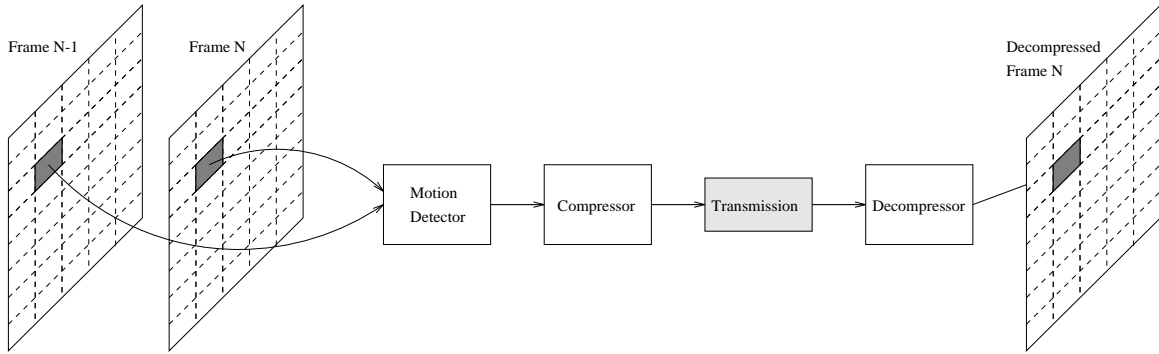 Frame N-1
Frame N
Decompressed
Frame N
Motion
Detector
Compressor
Transmission
Decompressor